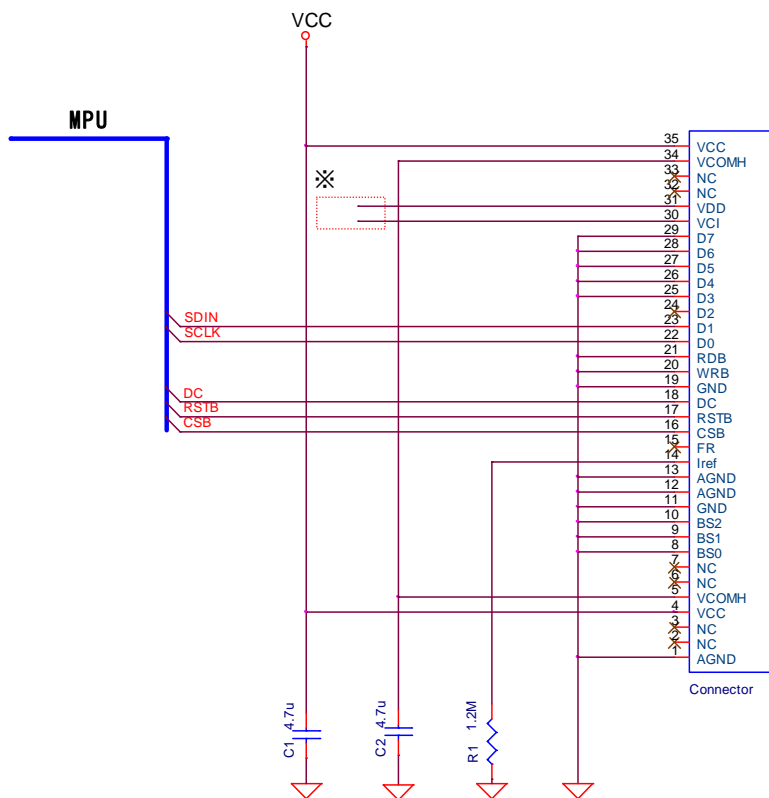 VCC
MPU
※
SDIN
SCLK
DC
RSTB
CSB
35 VCC
34 VCOMH
33 NC
32 NC
31 VDD
30 VCI
29 D7
28 D6
27 D5
26 D4
25 D3
24 D2
23 D1
22 D0
21 RDB
20 WRB
19 GND
18 DC
17 RSTB
16 CSB
15 FR
14 Iref
13 AGND
12 AGND
11 GND
10 BS2
9 BS1
8 BS0
7 NC
6 NC
5 VCOMH
4 VCC
3 NC
2 NC
1 AGND
Connector
C1 4.7u
C2 4.7u
R1 1.2M